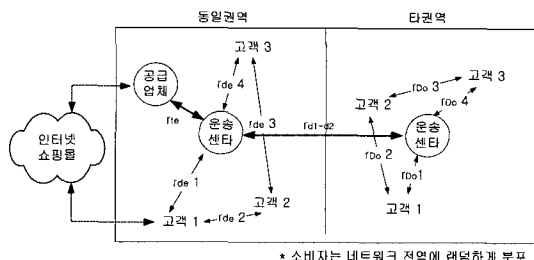 동일권역
타권역
고객 3
고객 3
공급
업체
rde 4
rDo 3
rDo 4
고객 2
rte
rde 3
운송
센타
운송
센타
인터넷
쇼핑몰
rd1-d2
rDo 2
rDo1
rde 1
고객 2
고객 1
rde 2
고객 1
* 소비자는 네트워크 전역에 랜덤하게 분포